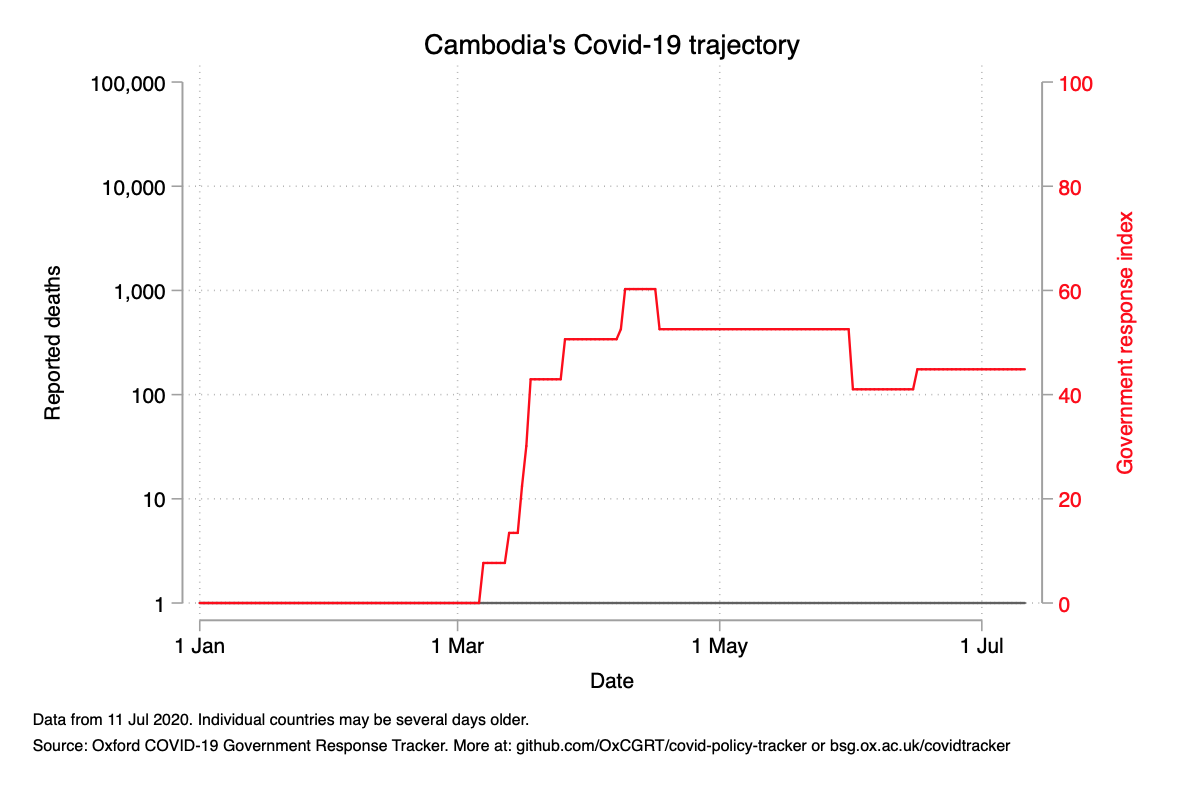 Cambodia's Covid-19 trajectory
100,000
10,000
1,000
100
10
1
Reported deaths
100
80
60
40
20
0
Government response index
1 Jan
1 Mar
1 May
1 Jul
Date
Data from 11 Jul 2020. Individual countries may be several days older.
Source: Oxford COVID-19 Government Response Tracker. More at: github.com/OxCGRT/covid-policy-tracker or bsg.ox.ac.uk/covidtracker